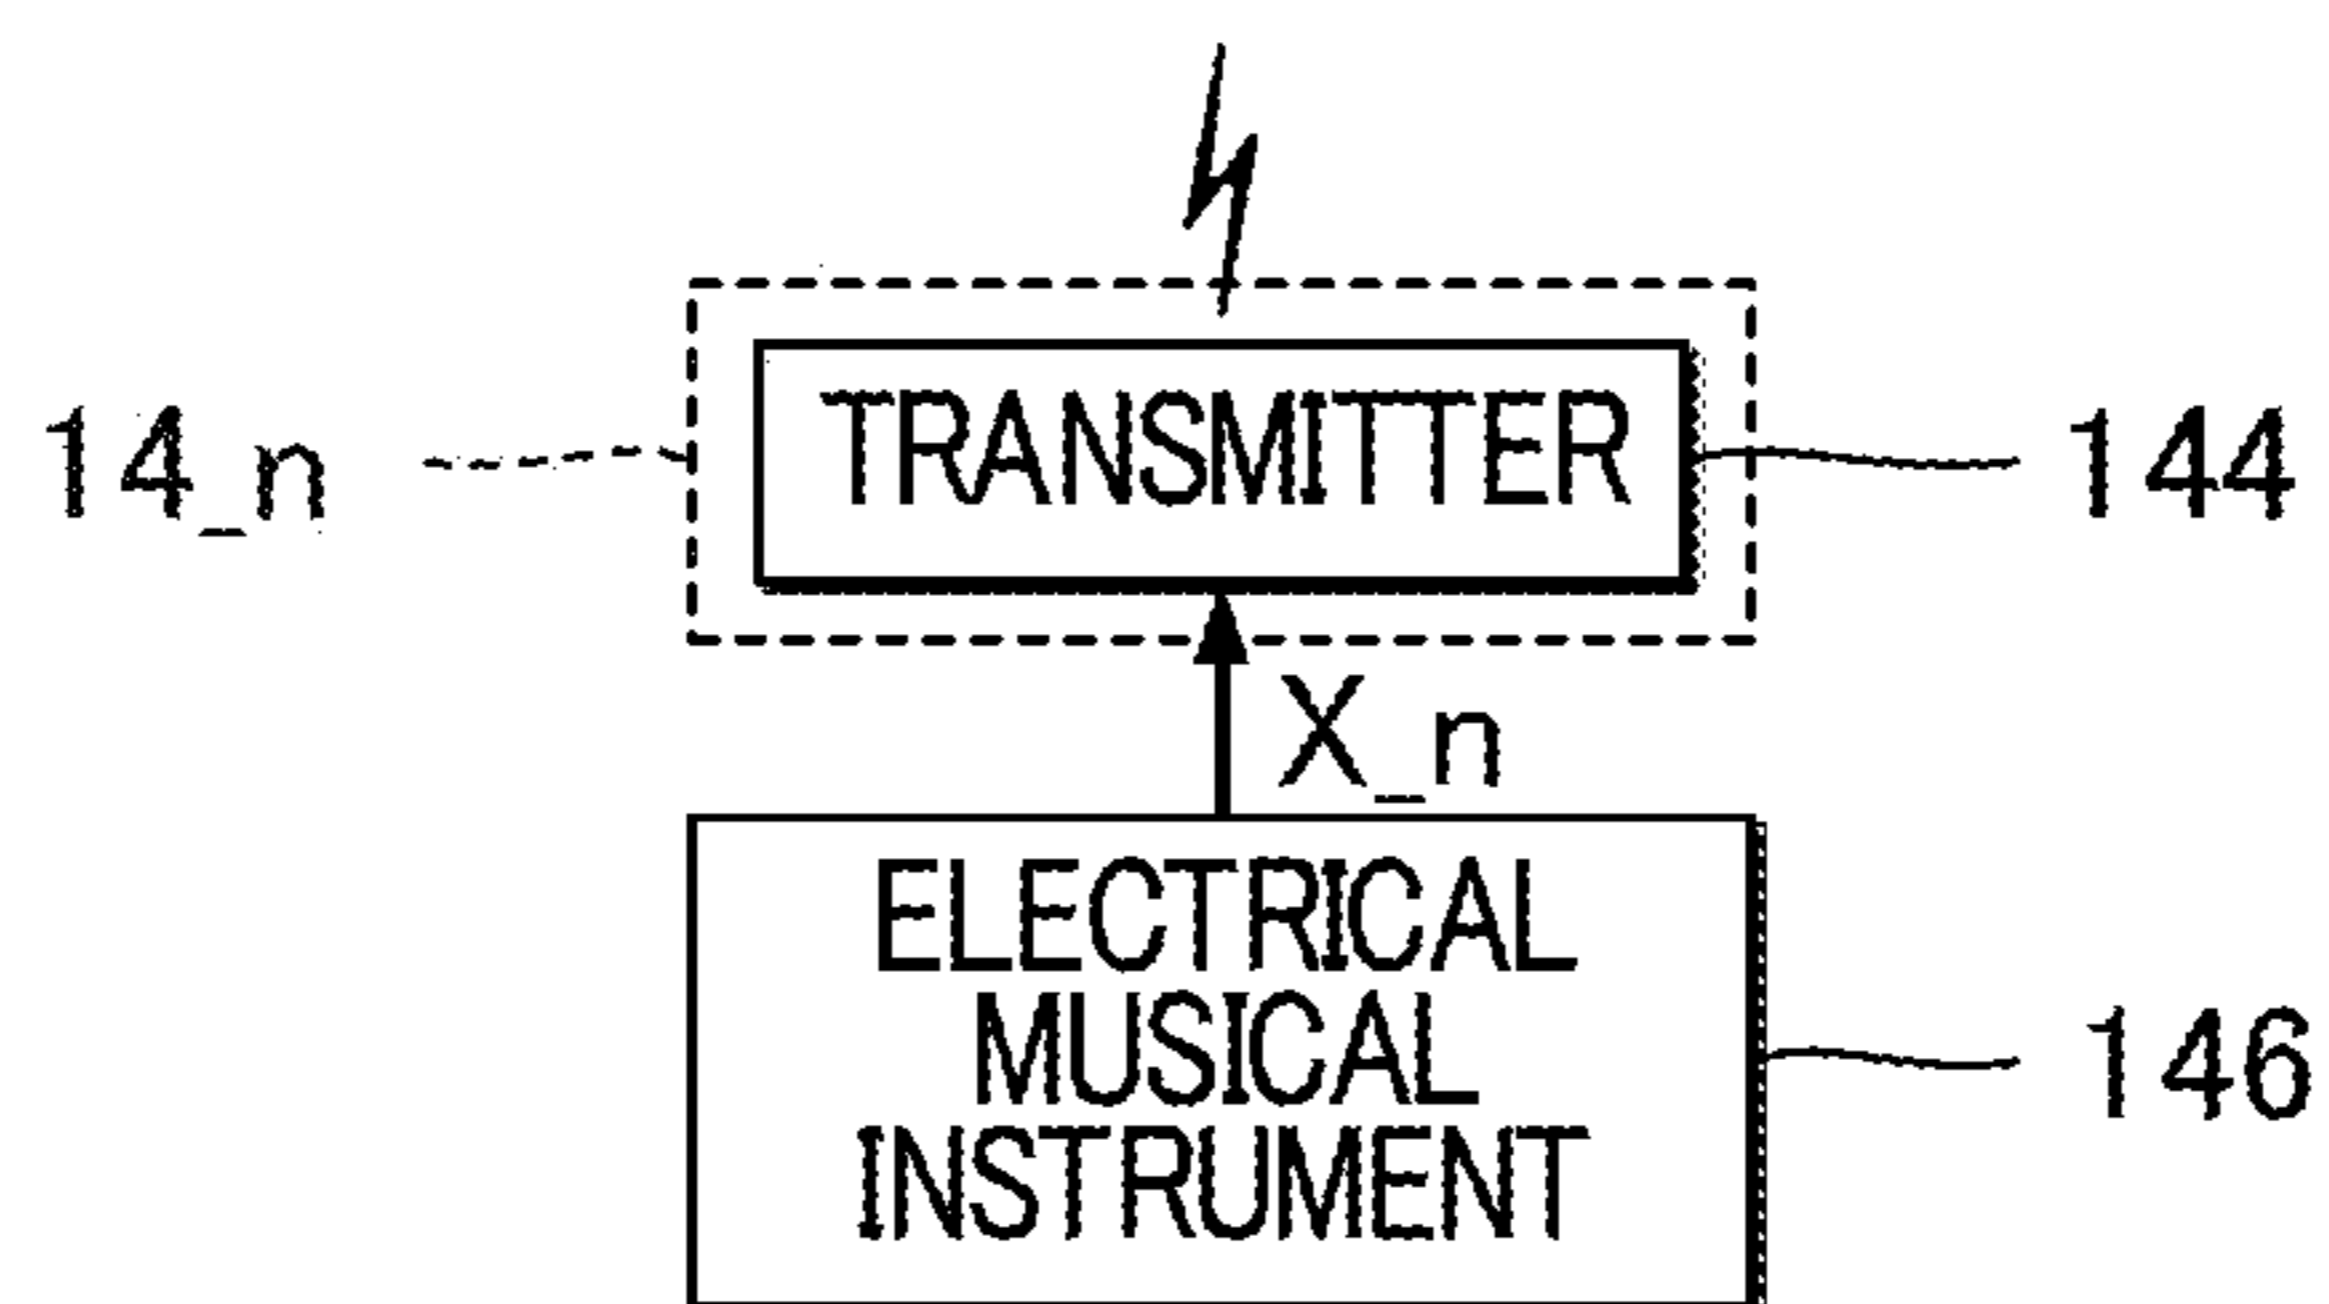 TRANSMITTER
14_n
144
X_n
ELECTRICAL
MUSICAL
INSTRUMENT
146